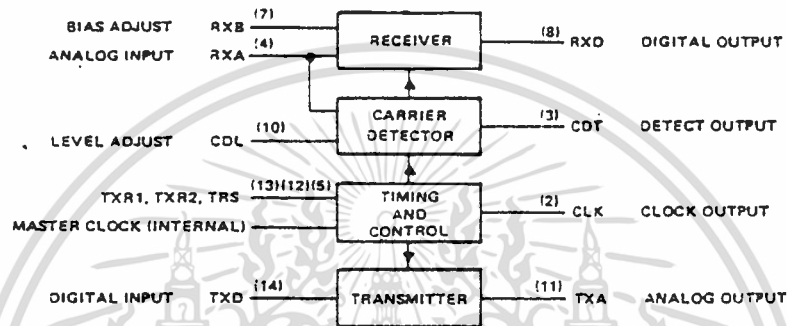 BIAS ADJUST RXB (7) RECEIVER (8) RXD DIGITAL OUTPUT
ANALOG INPUT RXA (4)
LEVEL ADJUST CDL (10) CARRIER DETECTOR (3) CDT DETECT OUTPUT
TXR1, TXR2, TRS (13)(12)(5) TIMING AND CONTROL (2) CLK CLOCK OUTPUT
MASTER CLOCK (INTERNAL)
DIGITAL INPUT TXD (14) TRANSMITTER (11) TXA ANALOG OUTPUT